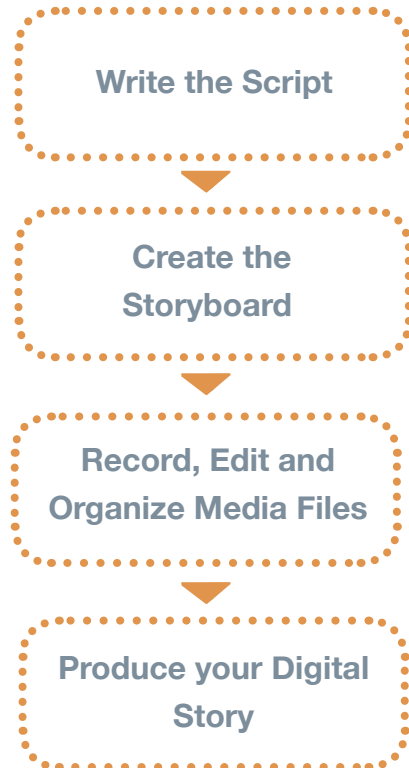 Write the Script
Create the
Storyboard
Record, Edit and
Organize Media Files
Produce your Digital
Story